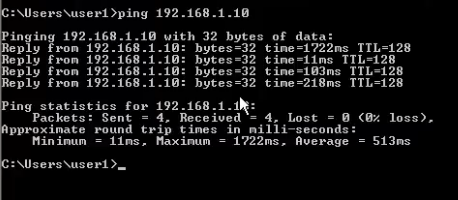 C:\Users\user1>ping 192.168.1.10
Pinging 192.168.1.10 with 32 bytes of data:
Reply from 192.168.1.10: bytes=32 time=1722ms TTL=128
Reply from 192.168.1.10: bytes=32 time=11ms TTL=128
Reply from 192.168.1.10: bytes=32 time=103ms TTL=128
Reply from 192.168.1.10: bytes=32 time=218ms TTL=128
Ping statistics for 192.168.1.10:
Packets: Sent = 4, Received = 4, Lost = 0 (0% loss),
Approximate round trip times in milli-seconds:
Minimum = 11ms, Maximum = 1722ms, Average = 513ms
C:\Users\user1>_